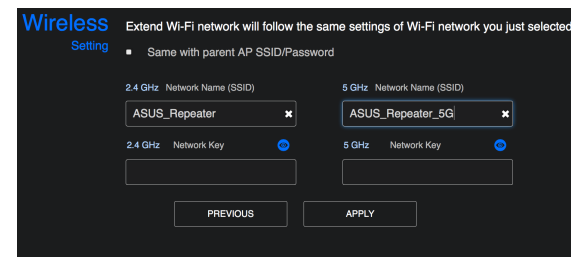 Wireless
Setting
Extend Wi-Fi network will follow the same settings of Wi-Fi network you just selected
Same with parent AP SSID/Password
2.4 GHz Network Name (SSID)
5 GHz Network Name (SSID)
ASUS_Repeater
ASUS_Repeater_5G
2.4 GHz Network Key
5 GHz Network Key
PREVIOUS
APPLY